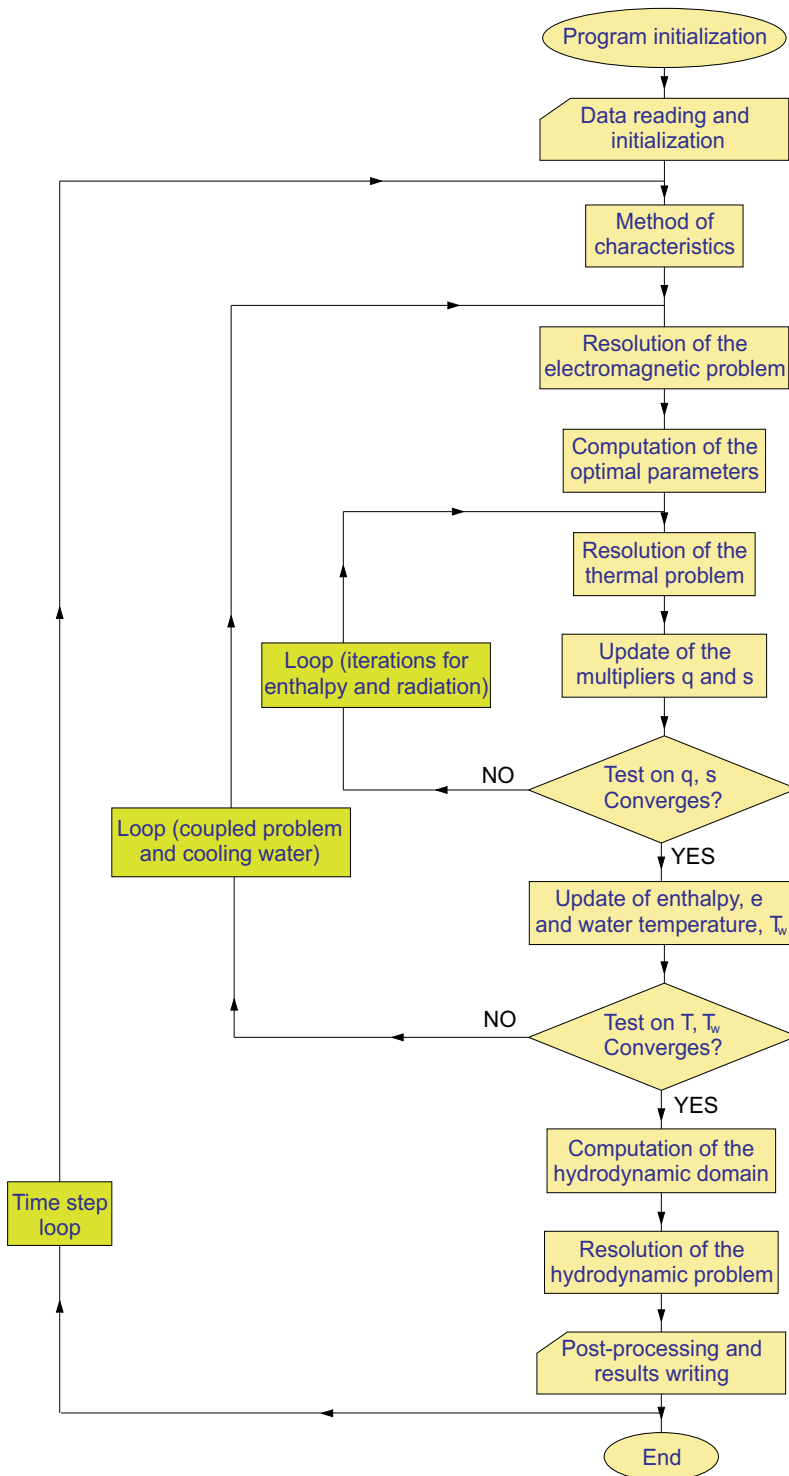 Program initialization
Data reading and
initialization
Method of
characteristics
Resolution of the
electromagnetic problem
Computation of the
optimal parameters
Resolution of the
thermal problem
Loop (iterations for
enthalpy and radiation)
Update of the
multipliers q and s
NO
Test on q, s
Converges?
Loop (coupled problem
and cooling water)
YES
Update of enthalpy, e
and water temperature, Tw
NO
Test on T, Tw
Converges?
YES
Computation of the
hydrodynamic domain
Time step
loop
Resolution of the
hydrodynamic problem
Post-processing and
results writing
End